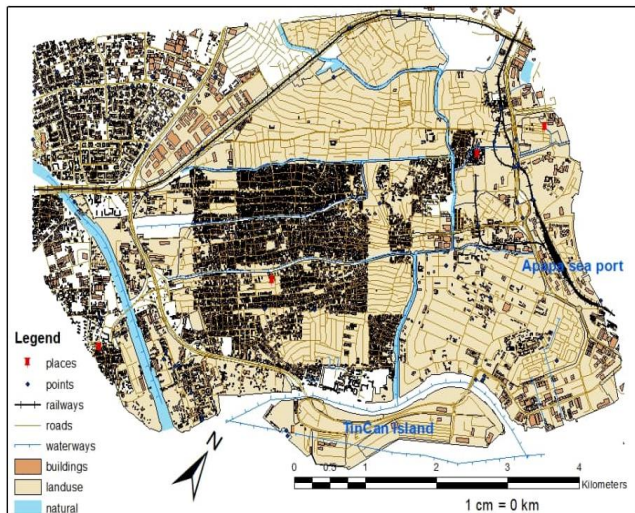 Apapa sea port
Legend
places
points
railways
roads
waterways
buildings
landuse
natural
TinCan Island
N
0 0.5 1 2 3 4
Kilometers
1 cm = 0 km